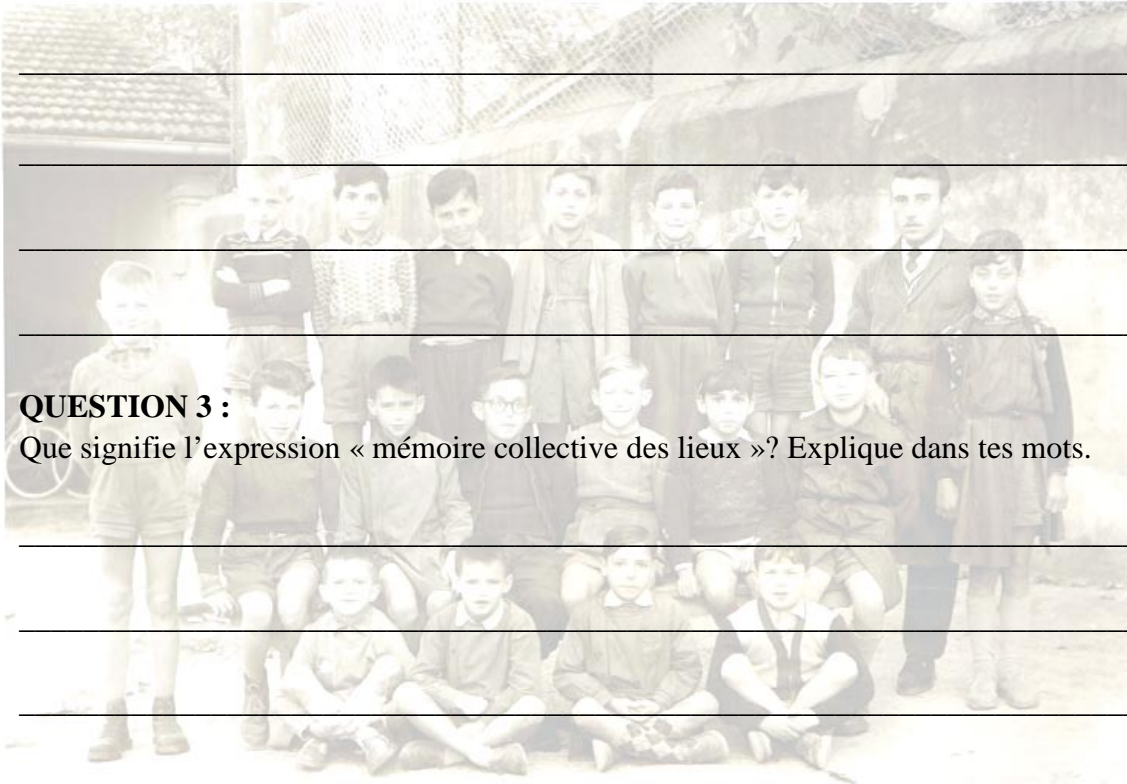 QUESTION 3 :
Que signifie l’expression « mémoire collective des lieux »? Explique dans tes mots.